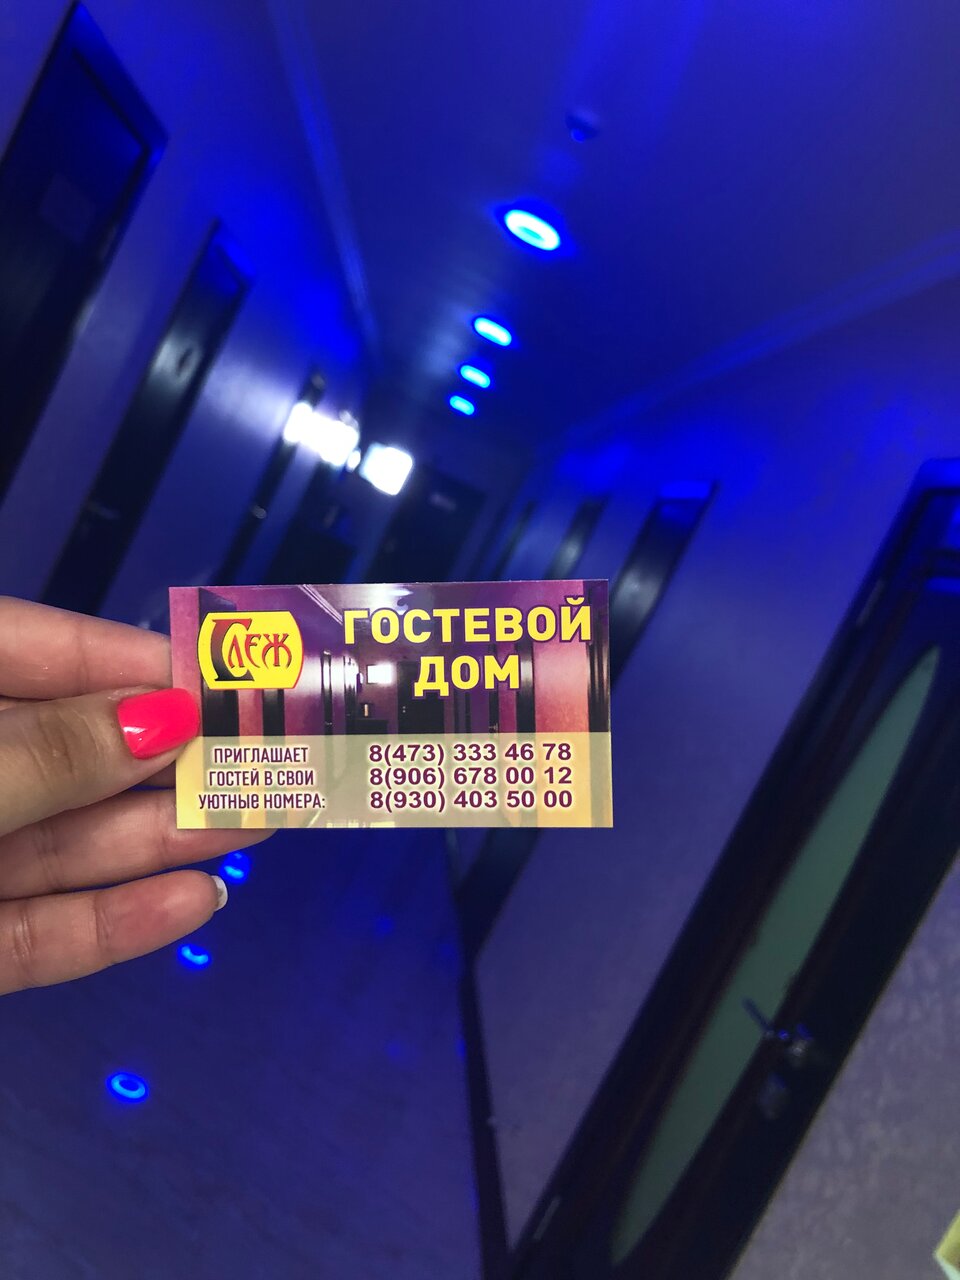 ГЛЕЖ
ГОСТЕВОЙ
ДОМ
ПРИГЛАШАЕТ
ГОСТЕЙ В СВОИ
УЮТНЫЕ НОМЕРА:
8(473) 333 46 78
8(906) 678 00 12
8(930) 403 50 00